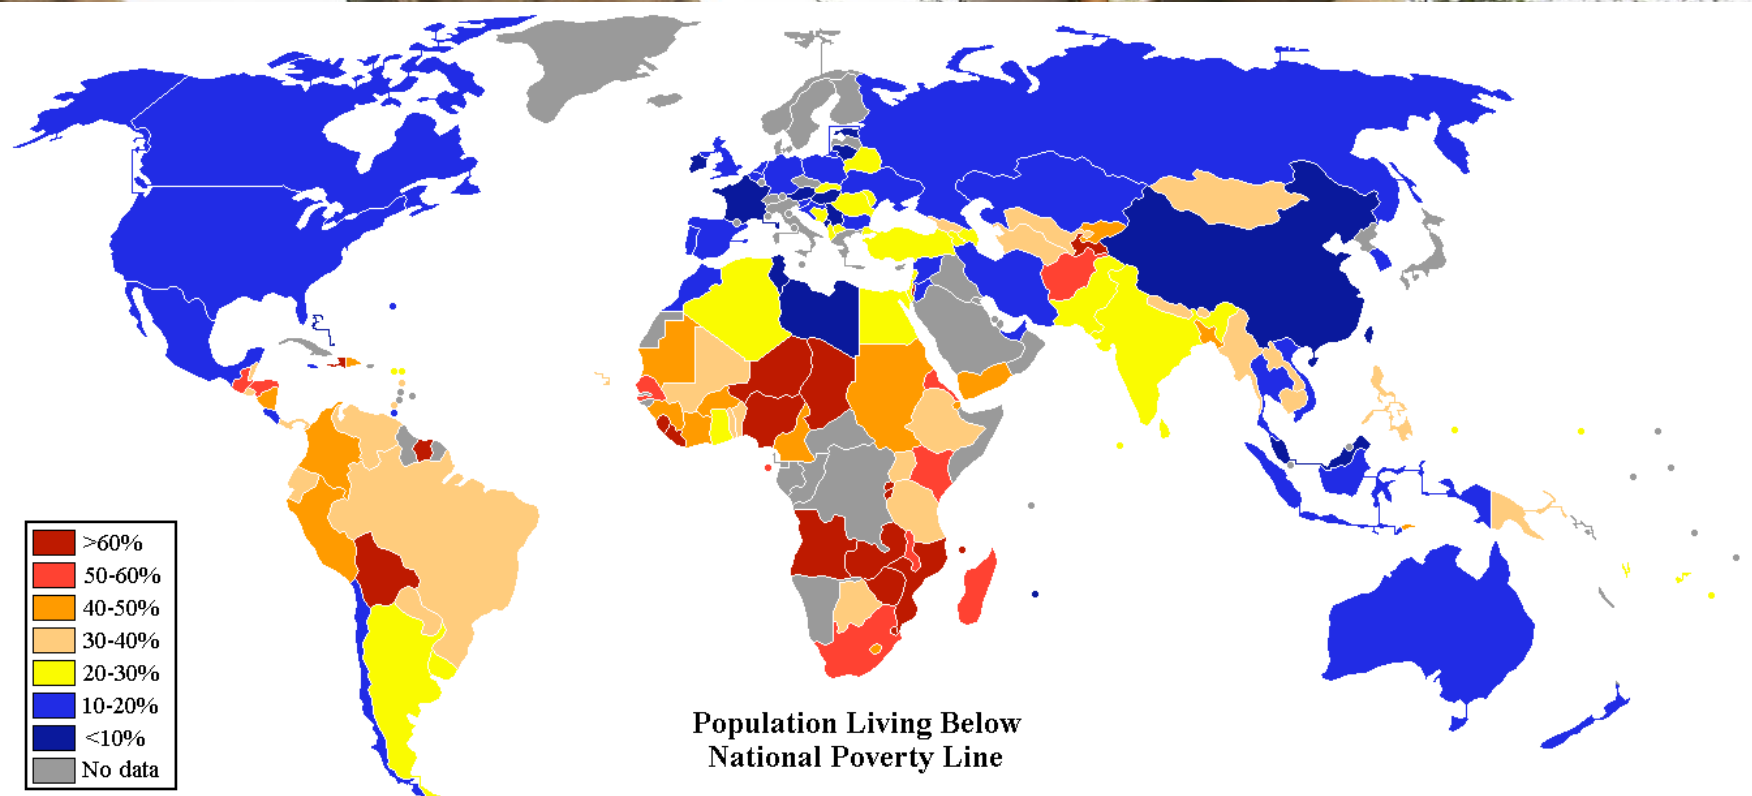 >60%
50-60%
40-50%
30-40%
20-30%
10-20%
<10%
No data
Population Living Below
National Poverty Line